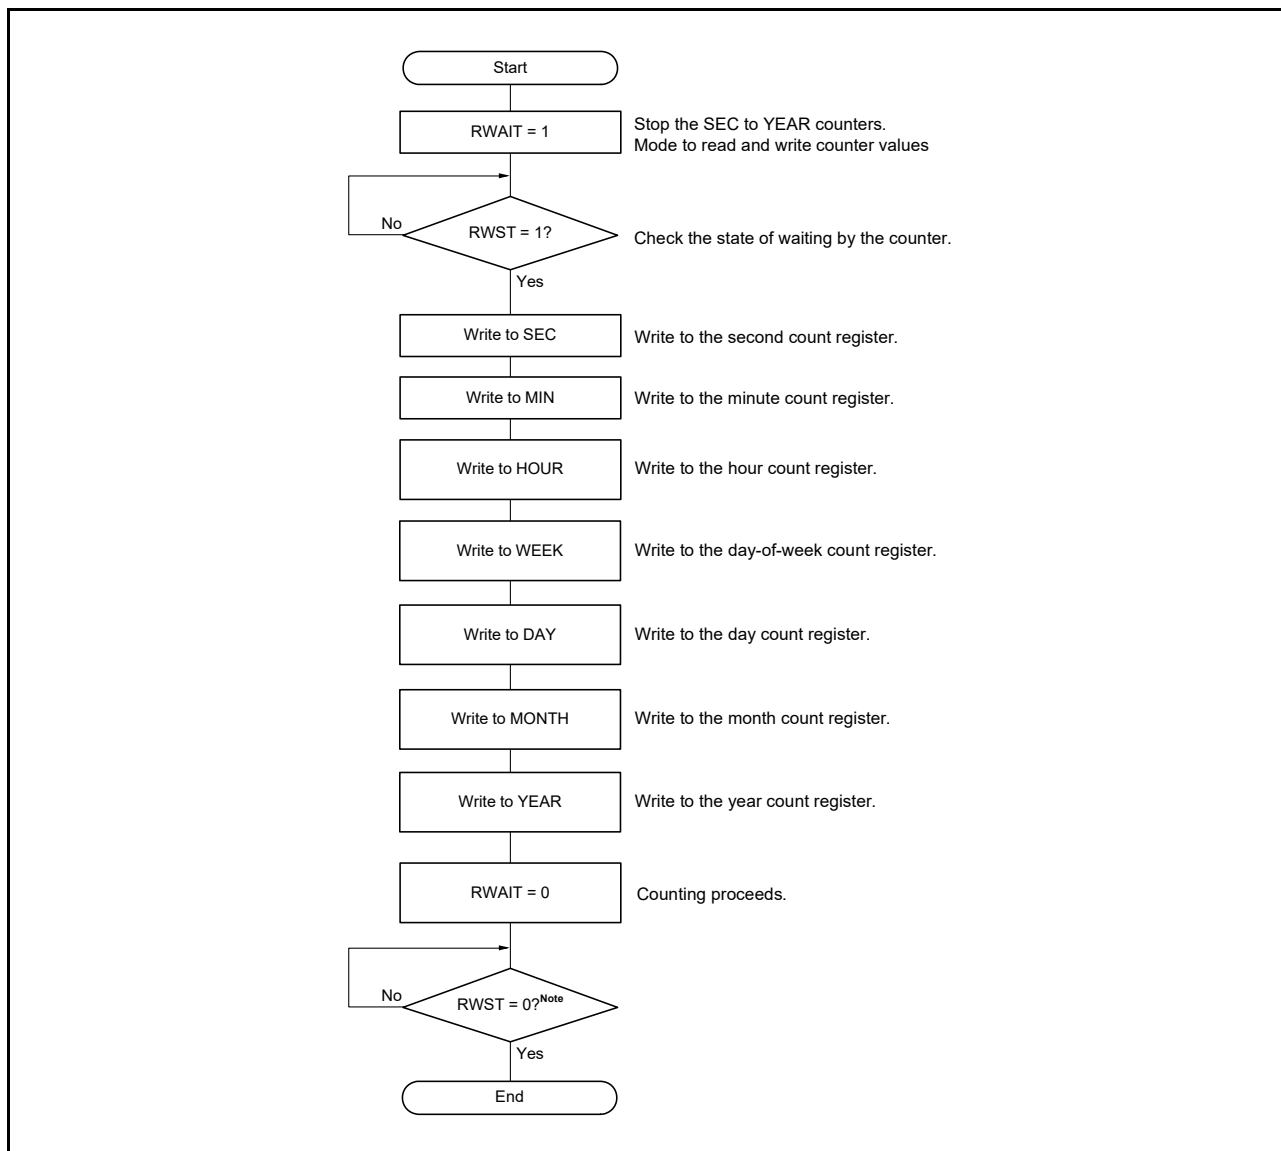 Start
RWAIT = 1
Stop the SEC to YEAR counters.
Mode to read and write counter values
No
RWST = 1?
Check the state of waiting by the counter.
Yes
Write to SEC
Write to the second count register.
Write to MIN
Write to the minute count register.
Write to HOUR
Write to the hour count register.
Write to WEEK
Write to the day-of-week count register.
Write to DAY
Write to the day count register.
Write to MONTH
Write to the month count register.
Write to YEAR
Write to the year count register.
RWAIT = 0
Counting proceeds.
No
RWST = 0?Note
Yes
End